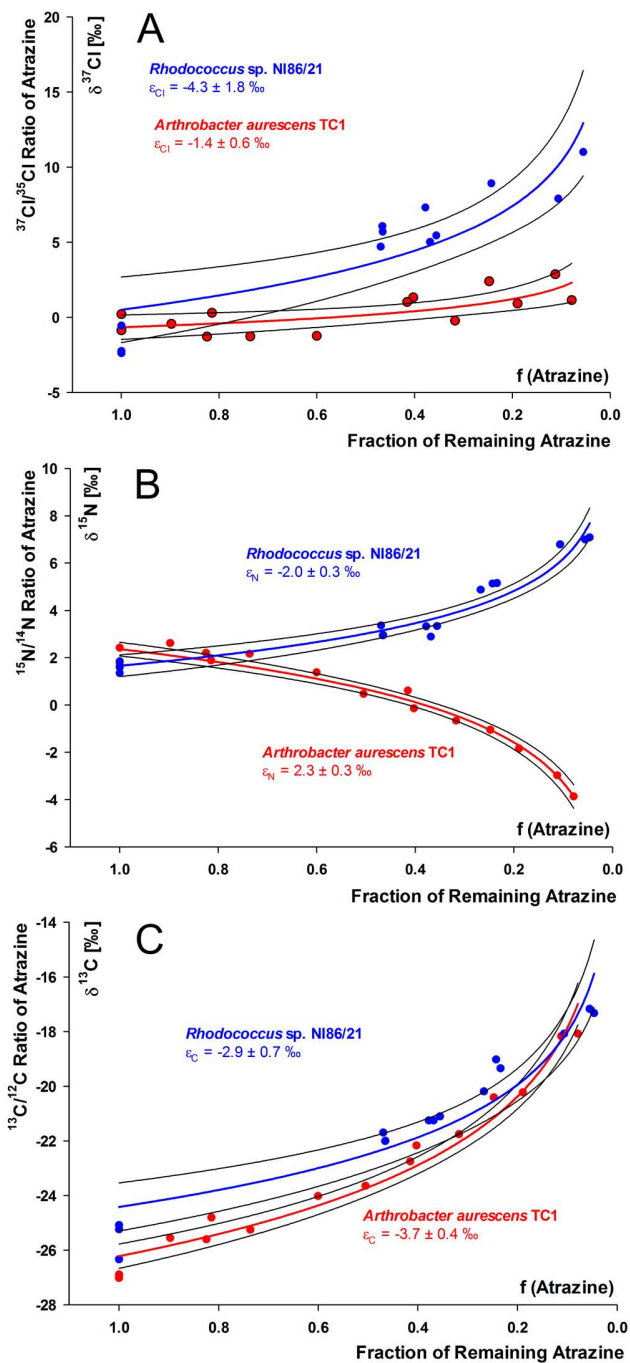 A
20
15
10
5
0
-5
³⁷Cl/³⁵Cl Ratio of Atrazine
δ ³⁷Cl [‰]
Rhodococcus sp. NI86/21
εCl = -4.3 ± 1.8 ‰
Arthrobacter aurescens TC1
εCl = -1.4 ± 0.6 ‰
f (Atrazine)
1.0 0.8 0.6 0.4 0.2 0.0
Fraction of Remaining Atrazine
B
10
8
6
4
2
0
-2
-4
-6
¹⁵N/¹⁴N Ratio of Atrazine
δ ¹⁵N [‰]
Rhodococcus sp. NI86/21
εN = -2.0 ± 0.3 ‰
Arthrobacter aurescens TC1
εN = 2.3 ± 0.3 ‰
f (Atrazine)
1.0 0.8 0.6 0.4 0.2 0.0
Fraction of Remaining Atrazine
C
-14
-16
-18
-20
-22
-24
-26
-28
¹³C/¹²C Ratio of Atrazine
δ ¹³C [‰]
Rhodococcus sp. NI86/21
εC = -2.9 ± 0.7 ‰
Arthrobacter aurescens TC1
εC = -3.7 ± 0.4 ‰
f (Atrazine)
1.0 0.8 0.6 0.4 0.2 0.0
Fraction of Remaining Atrazine